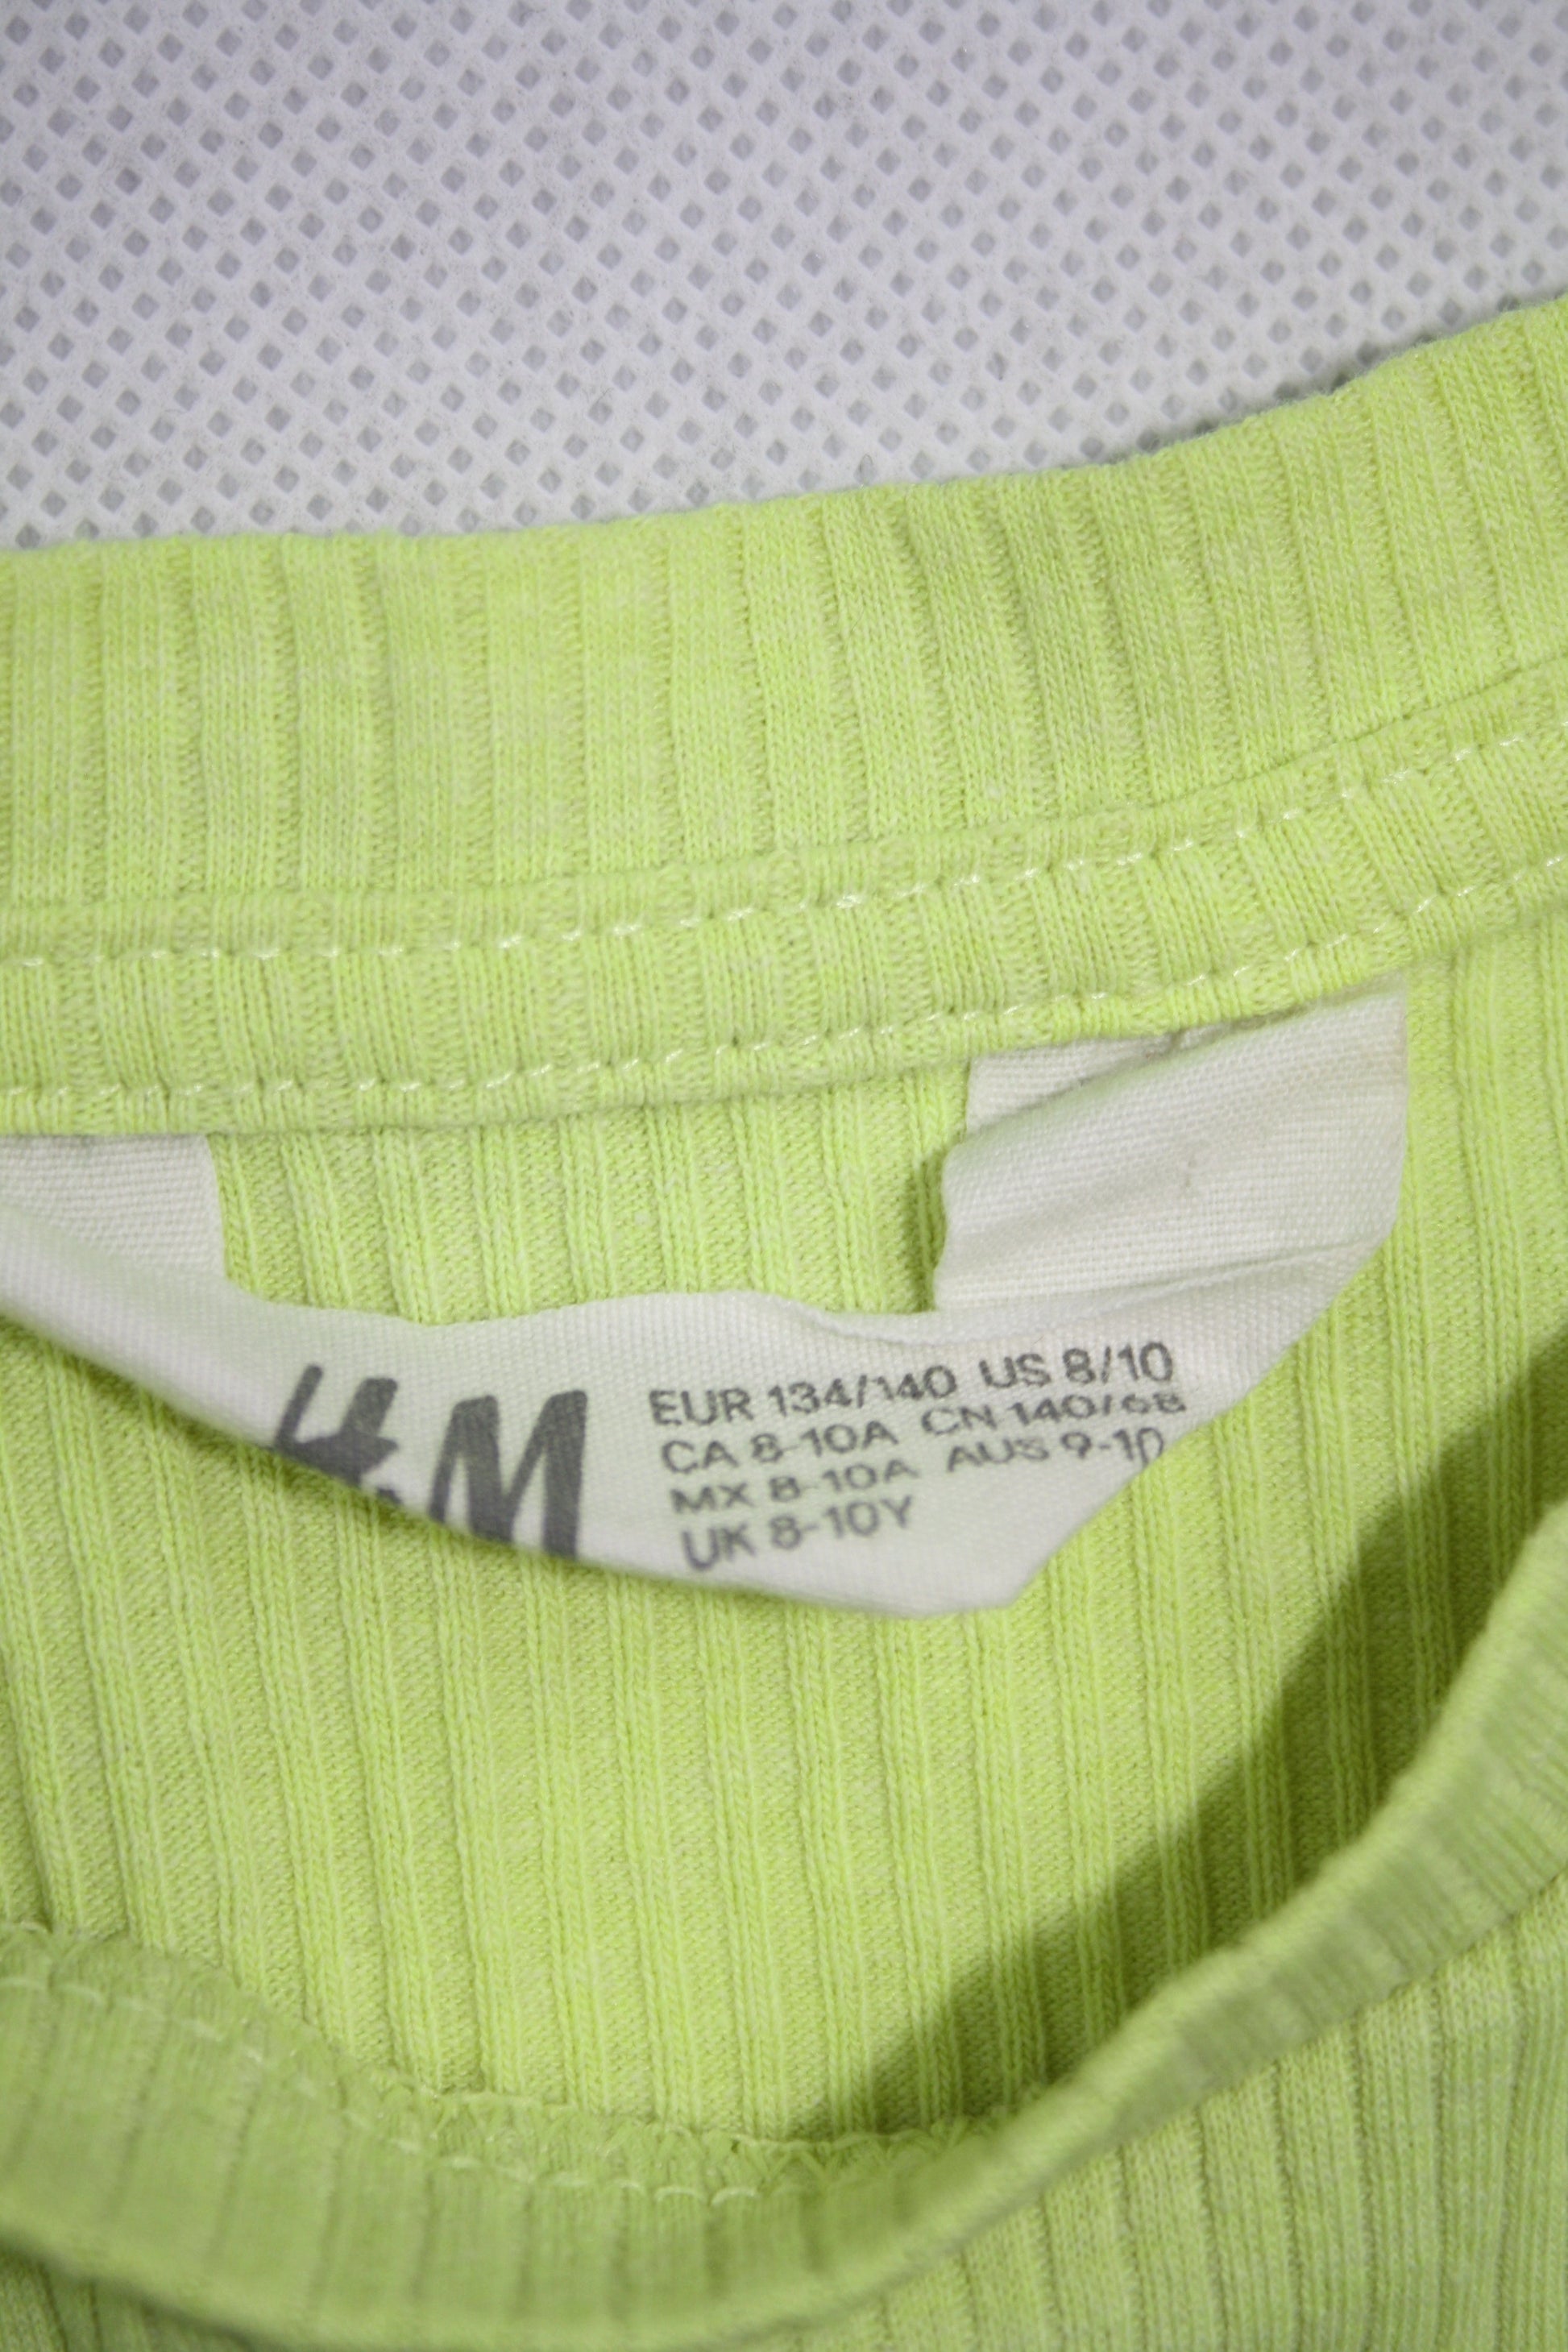 H&M
EUR 134/140 US 8/10
CA 8-10A CN 140/68
MX 8-10A AUS 9-10
UK 8-10Y